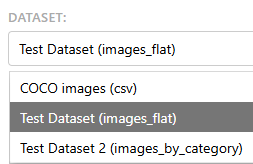 DATASET:
Test Dataset (images_flat)
COCO images (csv)
Test Dataset (images_flat)
Test Dataset 2 (images_by_category)